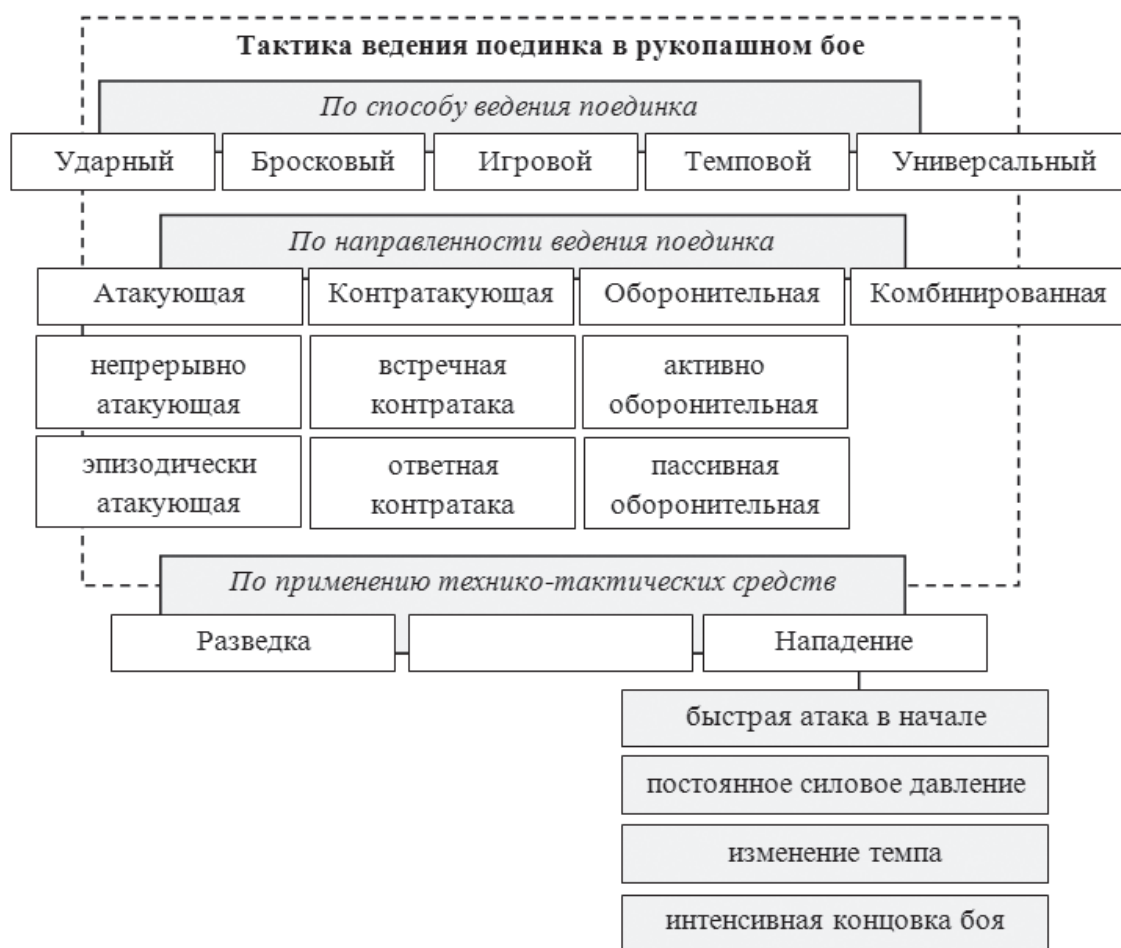 Тактика ведения поединка в рукопашном бое
По способу ведения поединка
Ударный
Бросковый
Игровой
Темповой
Универсальный
По направленности ведения поединка
Атакующая
Контратакующая
Оборонительная
Комбинированная
непрерывно
атакующая
встречная
контратака
активно
оборонительная
эпизодически
атакующая
ответная
контратака
пассивная
оборонительная
По применению технико-тактических средств
Разведка
Нападение
быстрая атака в начале
постоянное силовое давление
изменение темпа
интенсивная концовка боя